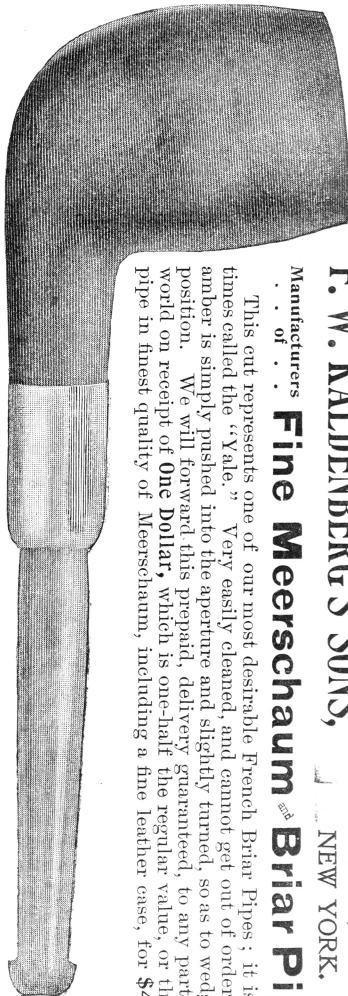 F. W. KALDENBERG'S SONS,
NEW YORK.
Manufacturers
. . of . . Fine Meerschaum and Briar Pi
This cut represents one of our most desirable French Briar Pipes; it is
times called the “Yale.” Very easily cleaned, and cannot get out of order
amber is simply pushed into the aperture and slightly turned, so as to wedg
position. We will forward this prepaid, delivery guaranteed, to any part
world on receipt of One Dollar, which is one-half the regular value, or th
pipe in finest quality of Meerschaum, including a fine leather case, for $4